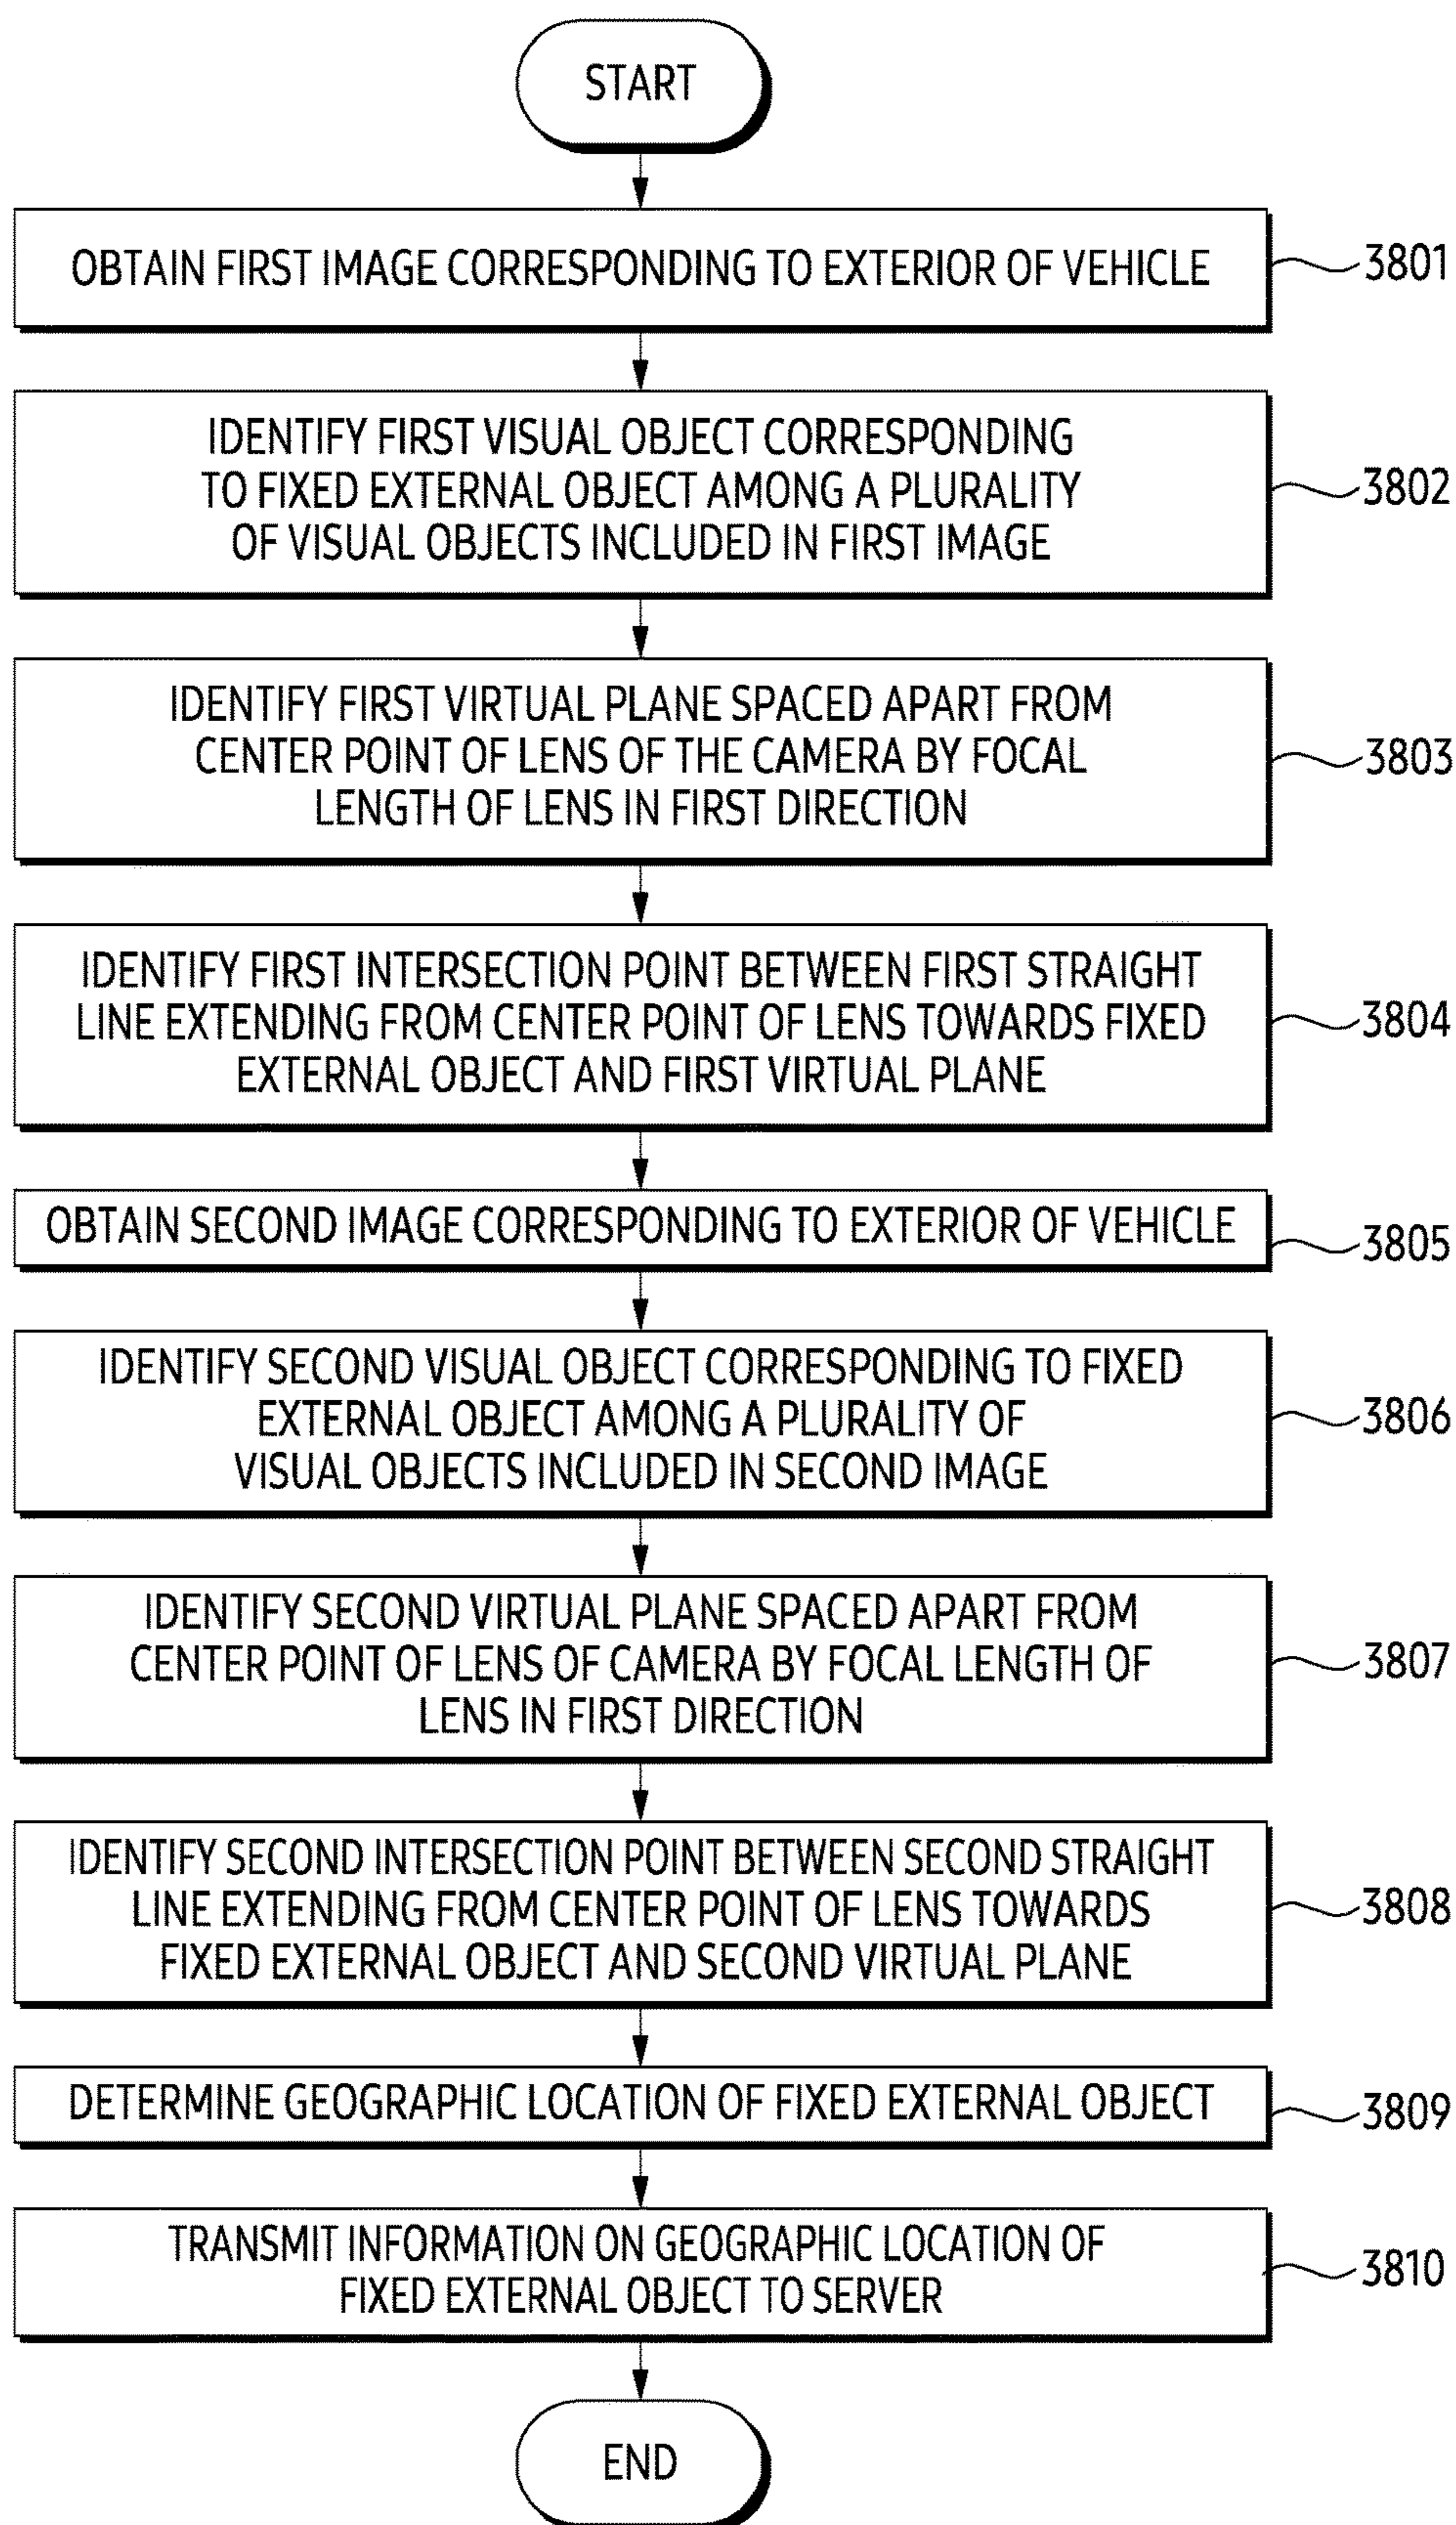 START
OBTAIN FIRST IMAGE CORRESPONDING TO EXTERIOR OF VEHICLE
3801
IDENTIFY FIRST VISUAL OBJECT CORRESPONDING
TO FIXED EXTERNAL OBJECT AMONG A PLURALITY
OF VISUAL OBJECTS INCLUDED IN FIRST IMAGE
3802
IDENTIFY FIRST VIRTUAL PLANE SPACED APART FROM
CENTER POINT OF LENS OF THE CAMERA BY FOCAL
LENGTH OF LENS IN FIRST DIRECTION
3803
IDENTIFY FIRST INTERSECTION POINT BETWEEN FIRST STRAIGHT
LINE EXTENDING FROM CENTER POINT OF LENS TOWARDS FIXED
EXTERNAL OBJECT AND FIRST VIRTUAL PLANE
3804
OBTAIN SECOND IMAGE CORRESPONDING TO EXTERIOR OF VEHICLE
3805
IDENTIFY SECOND VISUAL OBJECT CORRESPONDING TO FIXED
EXTERNAL OBJECT AMONG A PLURALITY OF
VISUAL OBJECTS INCLUDED IN SECOND IMAGE
3806
IDENTIFY SECOND VIRTUAL PLANE SPACED APART FROM
CENTER POINT OF LENS OF CAMERA BY FOCAL LENGTH OF
LENS IN FIRST DIRECTION
3807
IDENTIFY SECOND INTERSECTION POINT BETWEEN SECOND STRAIGHT
LINE EXTENDING FROM CENTER POINT OF LENS TOWARDS
FIXED EXTERNAL OBJECT AND SECOND VIRTUAL PLANE
3808
DETERMINE GEOGRAPHIC LOCATION OF FIXED EXTERNAL OBJECT
3809
TRANSMIT INFORMATION ON GEOGRAPHIC LOCATION OF
FIXED EXTERNAL OBJECT TO SERVER
3810
END